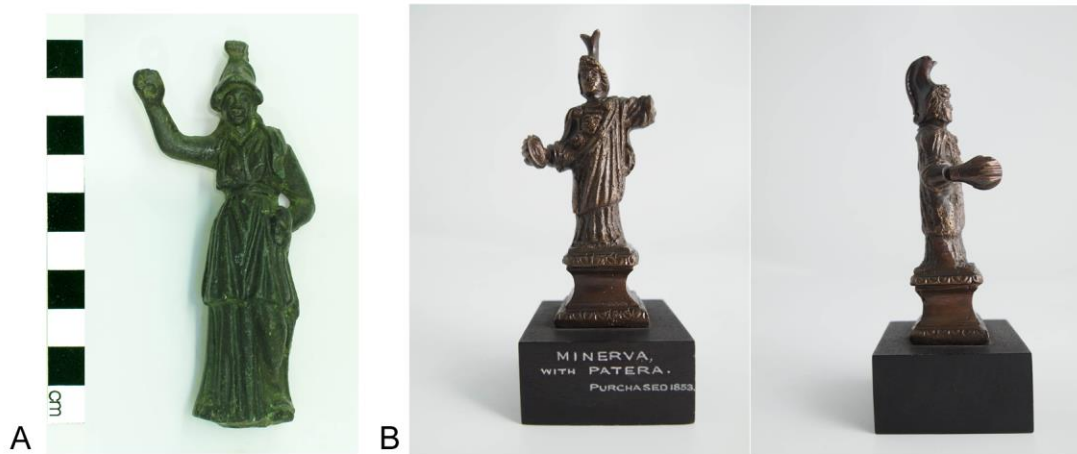 cm
A
B
MINERVA,
WITH PATERA.
PURCHASED 1853.